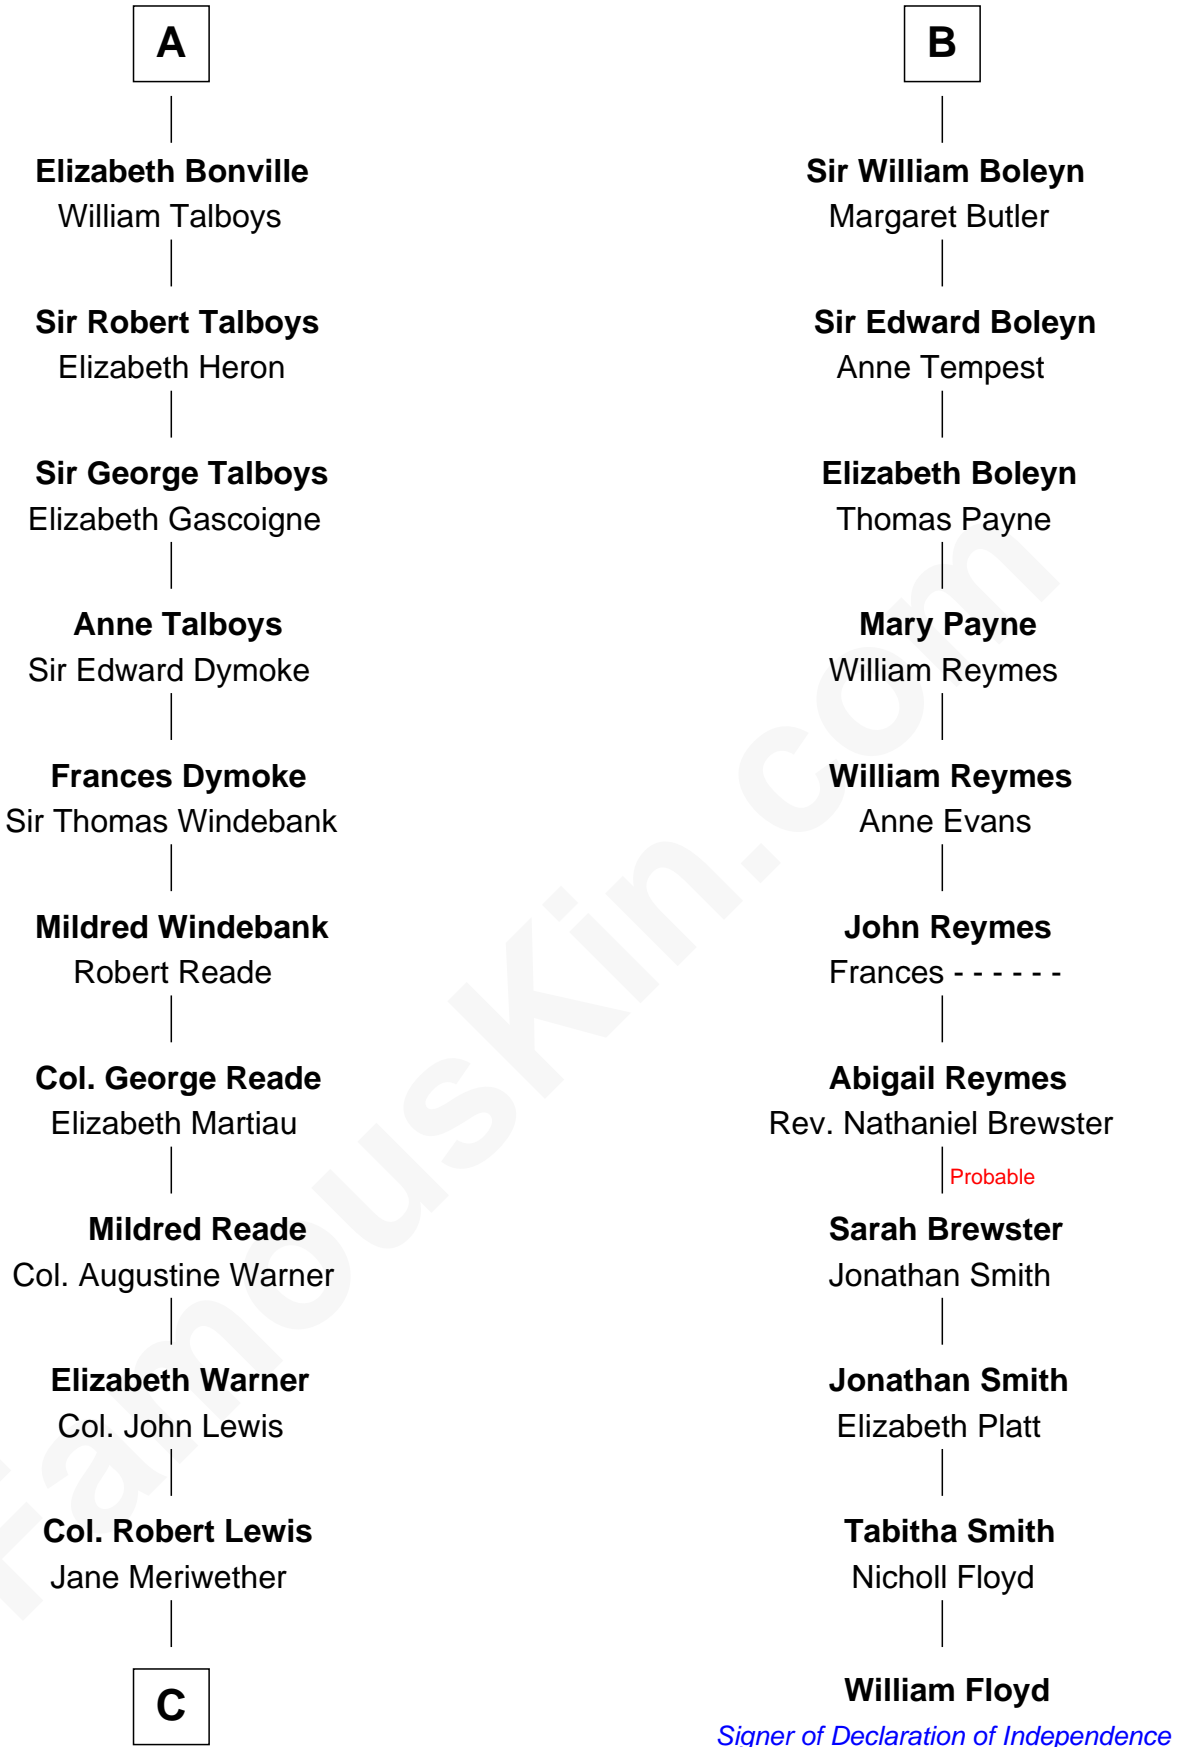 A
Elizabeth Bonville
William Talboys
Sir Robert Talboys
Elizabeth Heron
Sir George Talboys
Elizabeth Gascoigne
Anne Talboys
Sir Edward Dymoke
Frances Dymoke
Sir Thomas Windebank
Mildred Windebank
Robert Reade
Col. George Reade
Elizabeth Martiau
Mildred Reade
Col. Augustine Warner
Elizabeth Warner
Col. John Lewis
Col. Robert Lewis
Jane Meriwether
C
B
Sir William Boleyn
Margaret Butler
Sir Edward Boleyn
Anne Tempest
Elizabeth Boleyn
Thomas Payne
Mary Payne
William Reymes
William Reymes
Anne Evans
John Reymes
Frances - - - - - -
Abigail Reymes
Rev. Nathaniel Brewster
Probable
Sarah Brewster
Jonathan Smith
Jonathan Smith
Elizabeth Platt
Tabitha Smith
Nicholl Floyd
William Floyd
Signer of Declaration of Independence
FamousKin.com